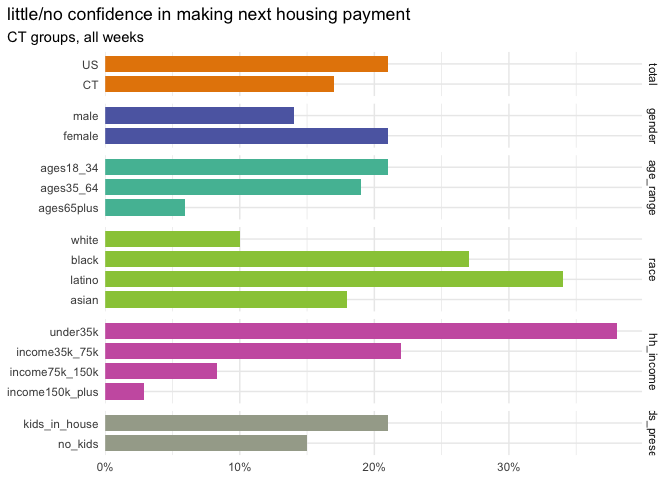 little/no confidence in making next housing payment
CT groups, all weeks
US
CT
total
male
female
gender
ages18_34
ages35_64
ages65plus
age_range
white
black
latino
asian
race
under35k
income35k_75k
income75k_150k
income150k_plus
hh_income
kids_in_house
no_kids
ds_prese
0%
10%
20%
30%